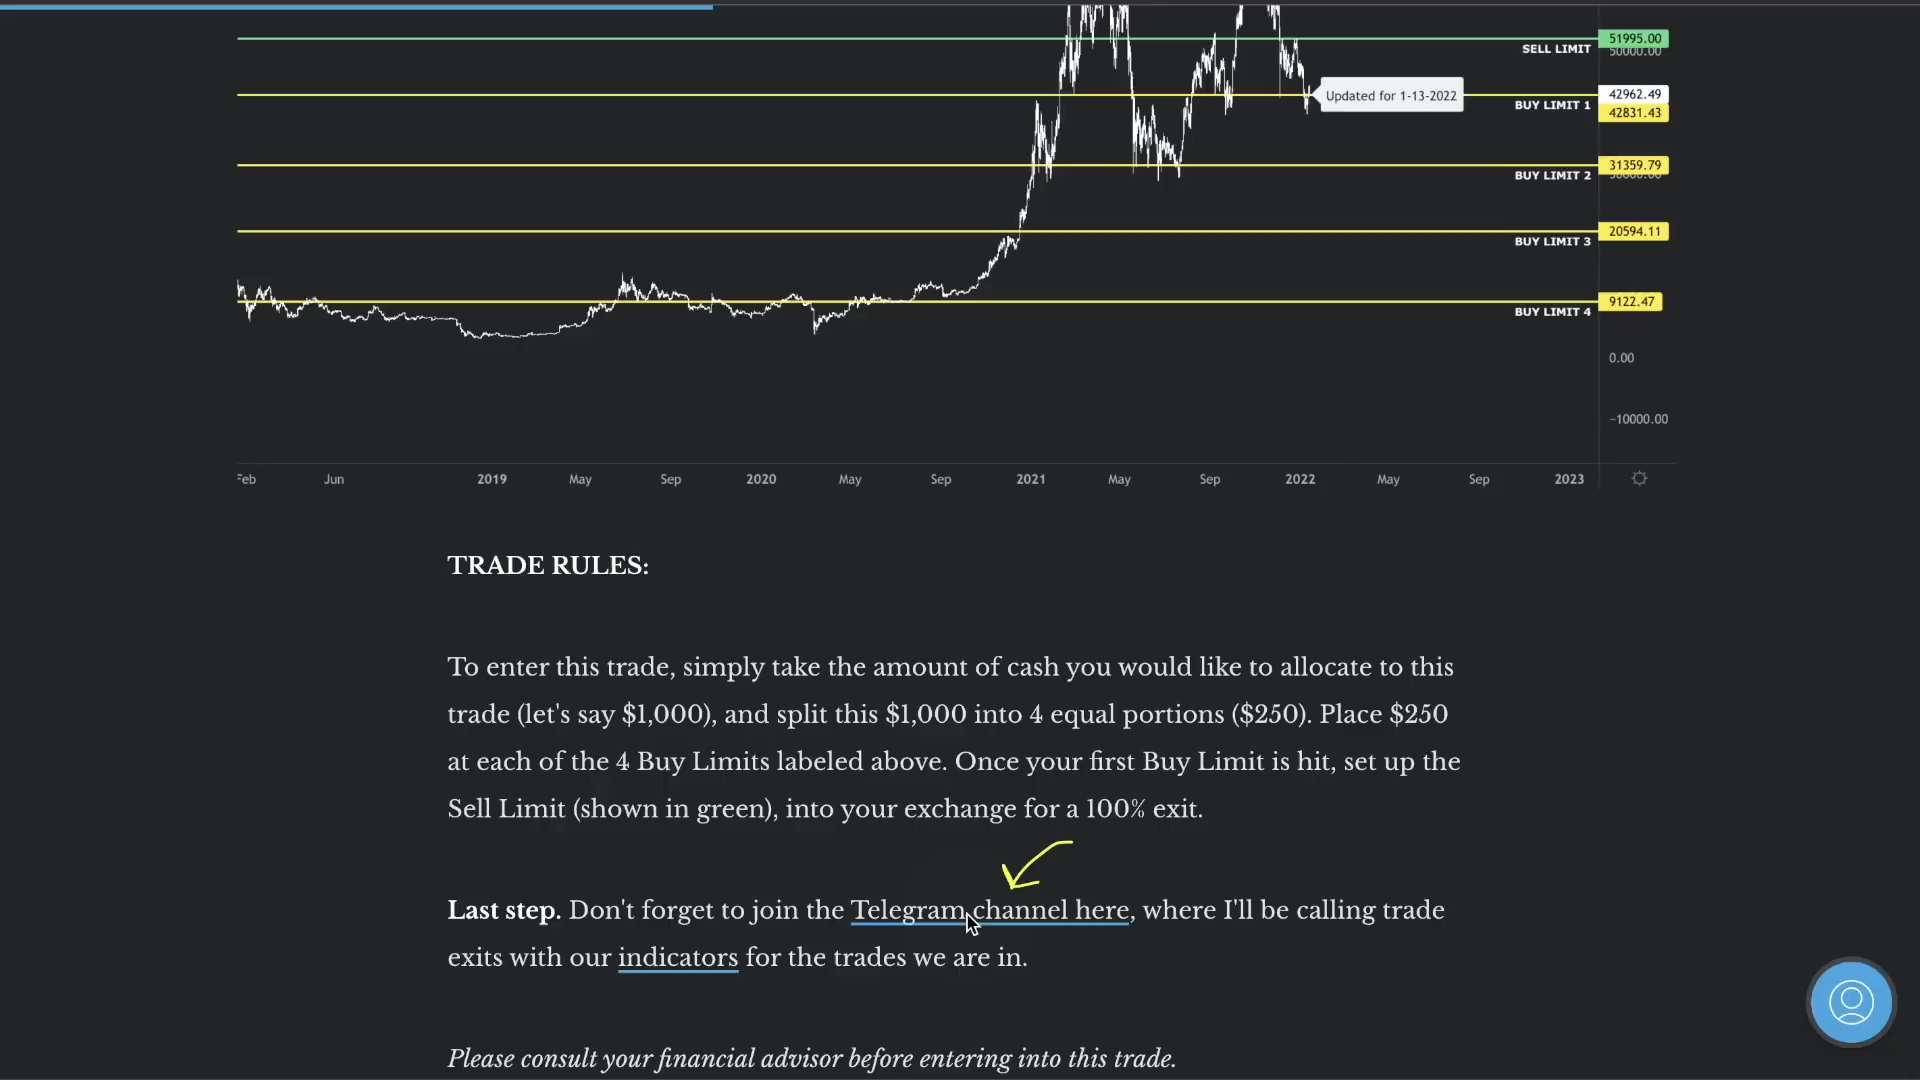 51995.00
SELL LIMIT
50000.00
Updated for 1-13-2022
42962.49
BUY LIMIT 1
42831.43
31359.79
BUY LIMIT 2
20594.11
BUY LIMIT 3
9122.47
BUY LIMIT 4
0.00
-10000.00
Feb Jun 2019 May Sep 2020 May Sep 2021 May Sep 2022 May Sep 2023
TRADE RULES:
To enter this trade, simply take the amount of cash you would like to allocate to this
trade (let's say $1,000), and split this $1,000 into 4 equal portions ($250). Place $250
at each of the 4 Buy Limits labeled above. Once your first Buy Limit is hit, set up the
Sell Limit (shown in green), into your exchange for a 100% exit.
Last step. Don't forget to join the Telegram channel here, where I'll be calling trade
exits with our indicators for the trades we are in.
Please consult your financial advisor before entering into this trade.